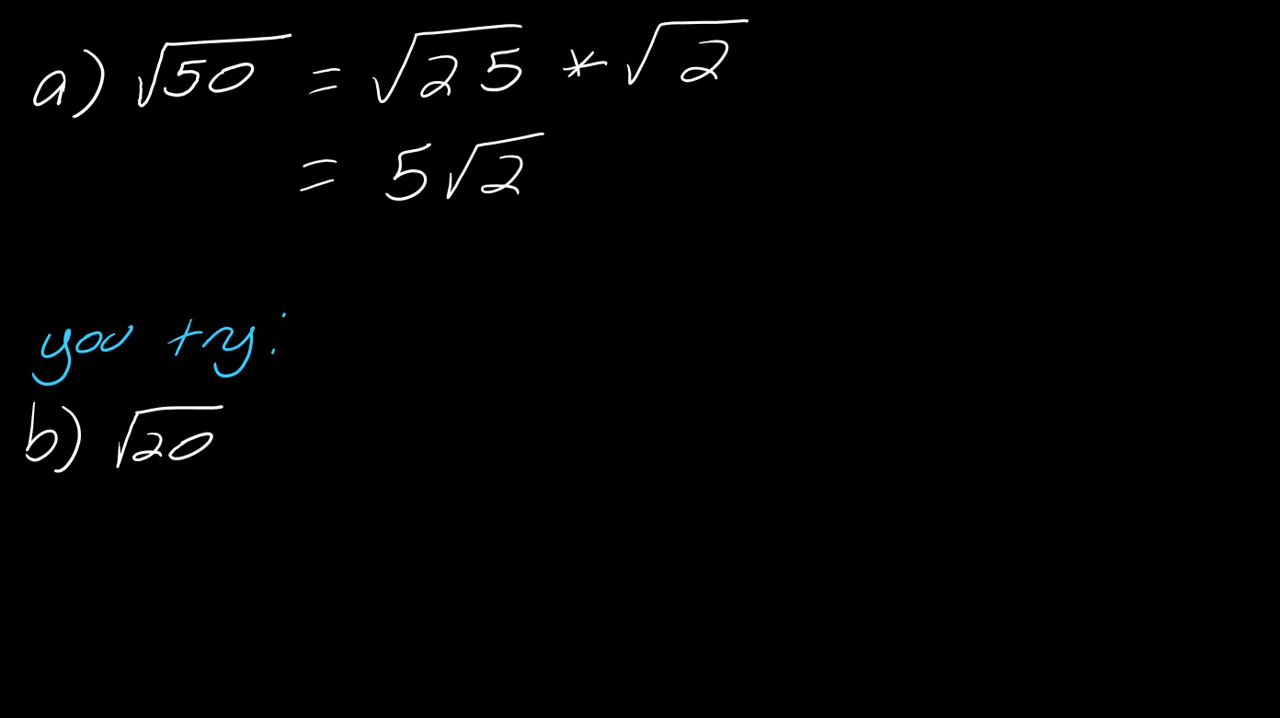 a) √50 = √25 * √2
= 5√2
you try:
b) √20